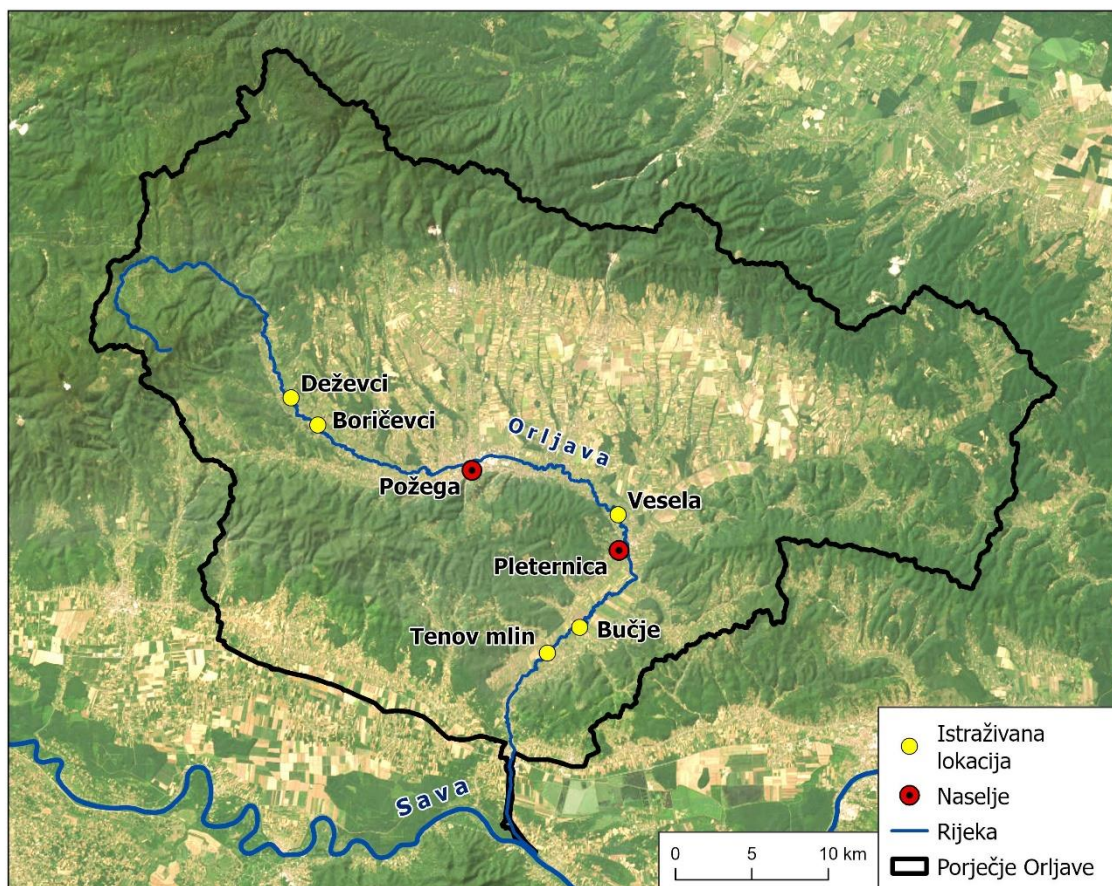 Deževci
Boričevci
Orljava
Požega
Vesela
Pleternica
Bučje
Tenov mlin
Sava
Istraživana
lokacija
Naselje
Rijeka
Porječje Orljave
0 5 10 km